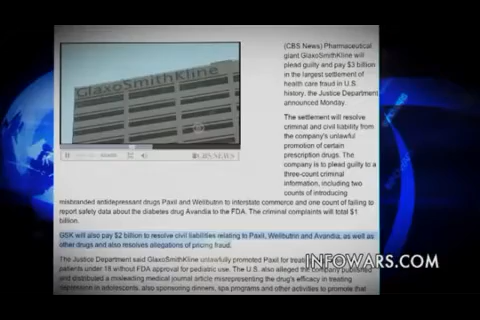 (CBS News) Pharmaceutical
giant GlaxoSmithKline will
plead guilty and pay $3 billion
in the largest settlement of
health care fraud in U.S.
history, the Justice Department
announced Monday.
The settlement will resolve
criminal and civil liability from
the company's unlawful
promotion of certain
prescription drugs. The
company is to plead guilty to a
three-count criminal
information, including two
counts of introducing
misbranded antidepressant drugs Paxil and Wellbutrin to interstate commerce and one count of failing to
report safety data about the diabetes drug Avandia to the FDA. The criminal complaints will total $1
billion.
GSK will also pay $2 billion to resolve civil liabilities relating to Paxil, Wellbutrin and Avandia, as well as
other drugs and also resolves allegations of pricing fraud.
The Justice Department said GlaxoSmithKline unlawfully promoted Paxil for treating
patients under 18 without FDA approval for pediatric use. The U.S. also alleged the company published
and distributed a misleading medical journal article misrepresenting the drug's efficacy in treating
depression in adolescents, also sponsoring dinners, spa programs and other activities to promote that
GlaxoSmithKline
CBS NEWS
INFOWARS.COM